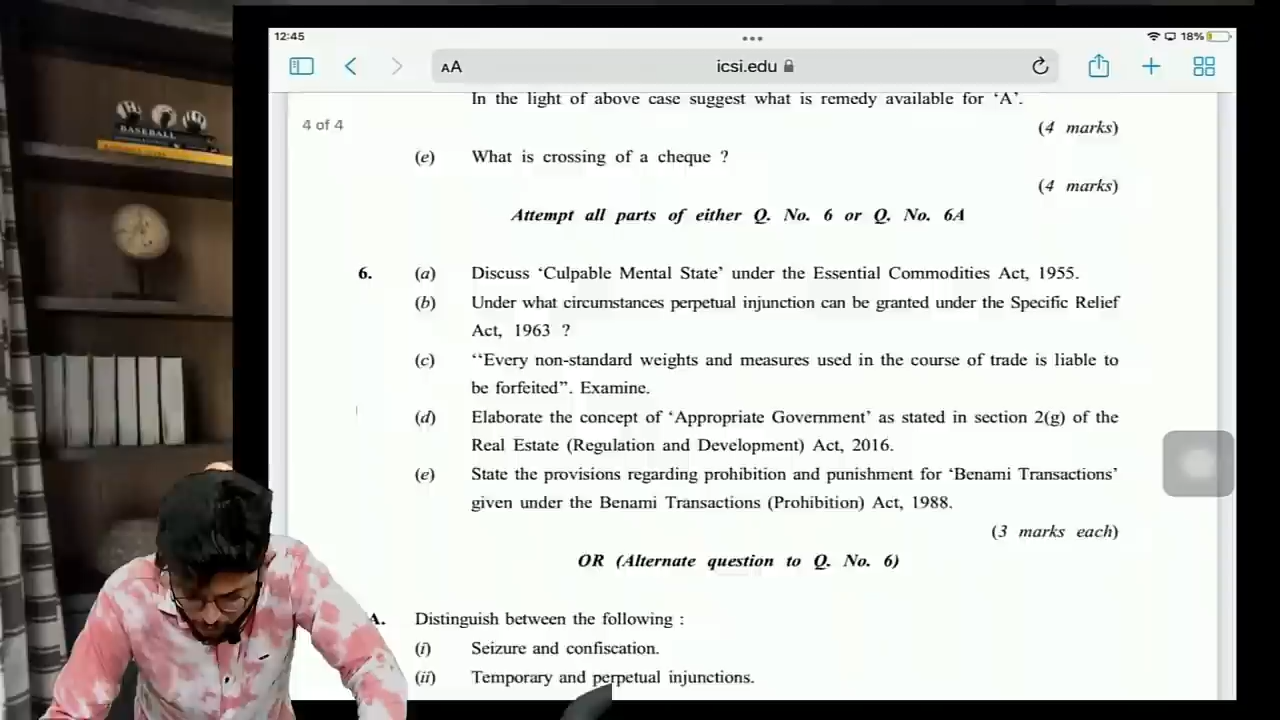 12:45
18%
AA
icsi.edu
In the light of above case suggest what is remedy available for ‘A’.
4 of 4
(4 marks)
(e) What is crossing of a cheque ?
(4 marks)
Attempt all parts of either Q. No. 6 or Q. No. 6A
6. (a) Discuss ‘Culpable Mental State’ under the Essential Commodities Act, 1955.
(b) Under what circumstances perpetual injunction can be granted under the Specific Relief
Act, 1963 ?
(c) ‘‘Every non-standard weights and measures used in the course of trade is liable to
be forfeited’’. Examine.
(d) Elaborate the concept of ‘Appropriate Government’ as stated in section 2(g) of the
Real Estate (Regulation and Development) Act, 2016.
(e) State the provisions regarding prohibition and punishment for ‘Benami Transactions’
given under the Benami Transactions (Prohibition) Act, 1988.
(3 marks each)
OR (Alternate question to Q. No. 6)
A. Distinguish between the following :
(i) Seizure and confiscation.
(ii) Temporary and perpetual injunctions.
BASEBALL